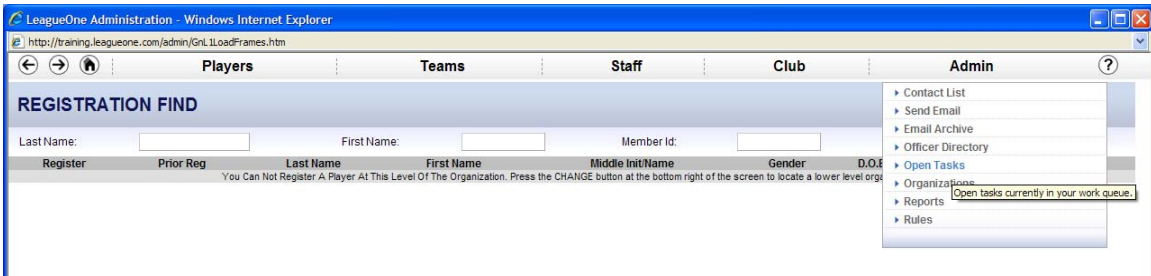 LeagueOne Administration - Windows Internet Explorer
http://training.leagueone.com/admin/GnL1LoadFrames.htm
Players Teams Staff Club Admin ?
REGISTRATION FIND
Last Name: First Name: Member Id:
Register Prior Reg Last Name First Name Middle Init/Name Gender
You Can Not Register A Player At This Level Of The Organization. Press the CHANGE button at the bottom right of the screen to locate a lower level
Contact List
Send Email
Email Archive
Officer Directory
Open Tasks
Organizations
Open tasks currently in your work queue.
Reports
Rules